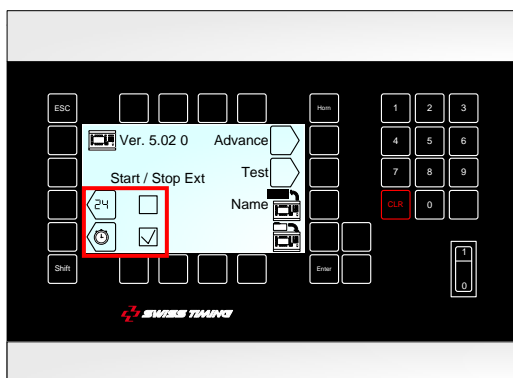 ESC
Horn
1 2 3
Ver. 5.02 0 Advance
4 5 6
Start / Stop Ext Test
7 8 9
24 Name
CLR 0
Shift
Enter
1
0
SWISS TIMING